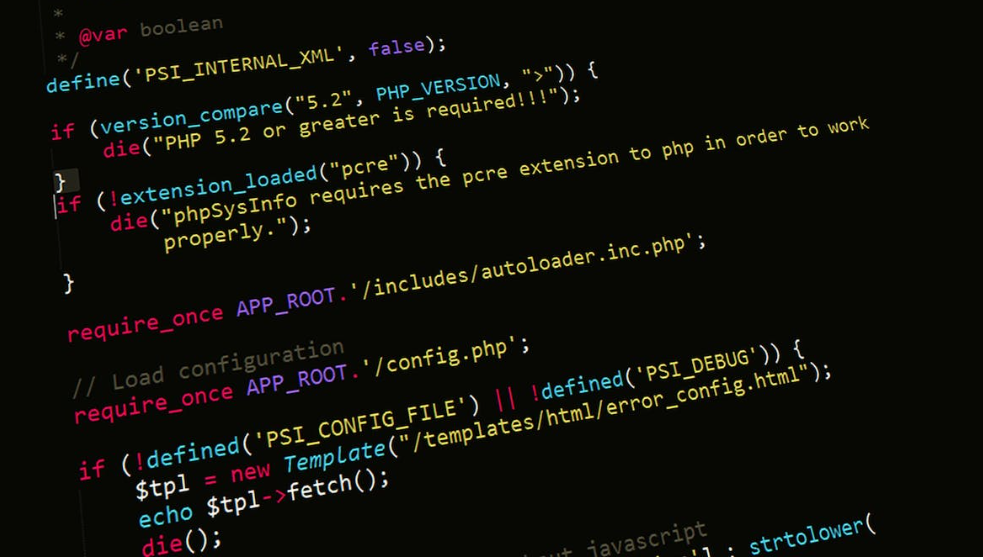 *
* @var boolean
*/
define('PSI_INTERNAL_XML', false);
if (version_compare("5.2", PHP_VERSION, ">")) {
die("PHP 5.2 or greater is required!!!");
}
if (!extension_loaded("pcre")) {
die("phpSysInfo requires the pcre extension to php in order to work
properly.");
}
require_once APP_ROOT.'/includes/autoloader.inc.php';
// Load configuration
require_once APP_ROOT.'/config.php';
if (!defined('PSI_CONFIG_FILE') || !defined('PSI_DEBUG')) {
$tpl = new Template("/templates/html/error_config.html");
echo $tpl->fetch();
die();
javascript
strtolower(